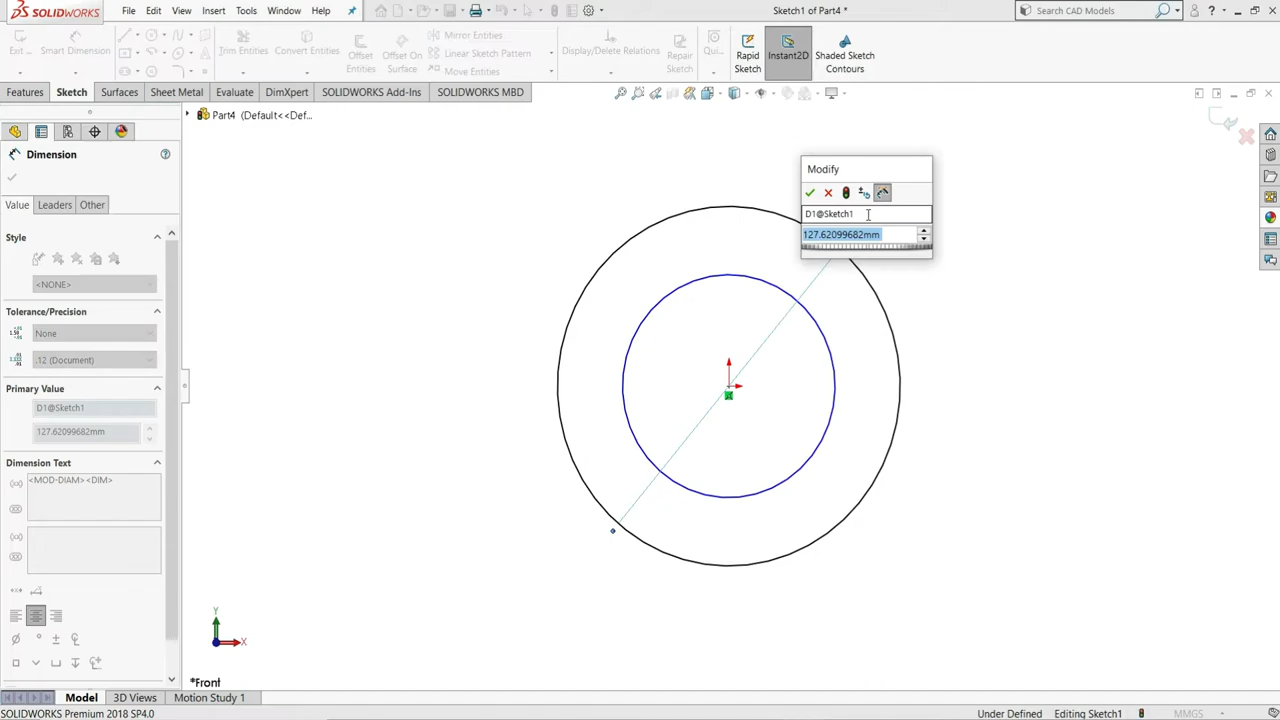 SOLIDWORKS File Edit View Insert Tools Window Help Sketch1 of Part4 * Search CAD Models
Exit ... Smart Dimension Trim Entities Convert Entities Offset Entities Offset On Surface Mirror Entities
Linear Sketch Pattern
Move Entities
Display/Delete Relations Repair Sketch Qui... Rapid Sketch Instant2D Shaded Sketch Contours
Features Sketch Surfaces Sheet Metal Evaluate DimXpert SOLIDWORKS Add-Ins SOLIDWORKS MBD
Part4 (Default<<Def...
Dimension
Value Leaders Other
Style
<NONE>
Tolerance/Precision
None
.12 (Document)
Primary Value
D1@Sketch1
127.62099682mm
Dimension Text
<MOD-DIAM><DIM>
Modify
D1@Sketch1
127.62099682mm
Y
X
*Front
Model 3D Views Motion Study 1
SOLIDWORKS Premium 2018 SP4.0 Under Defined Editing Sketch1 MMGS